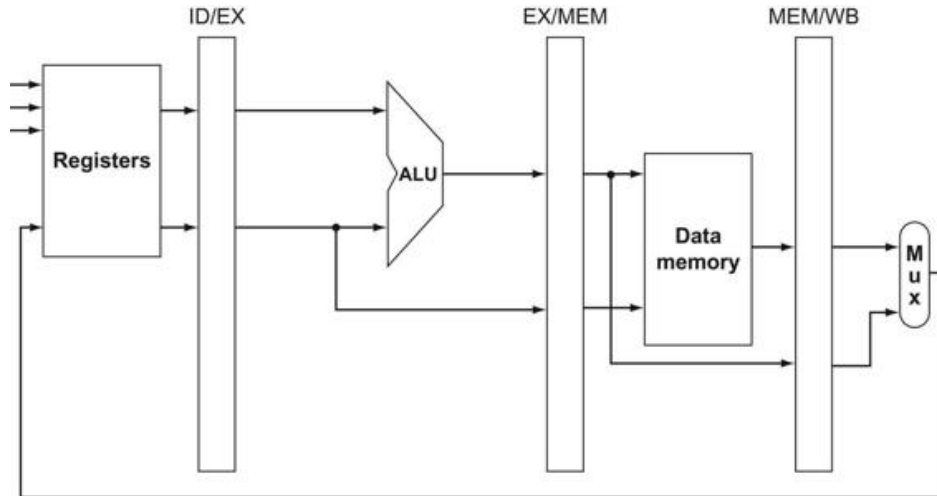 ID/EX
EX/MEM
MEM/WB
Registers
ALU
Data
memory
M
u
x